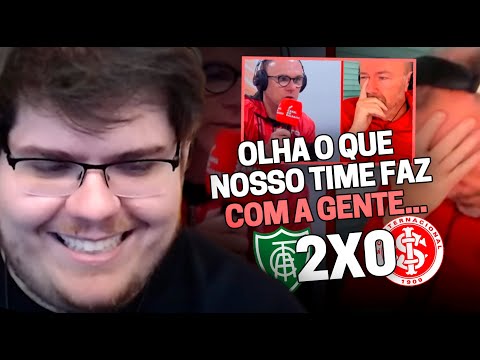 OLHA O QUE
NOSSO TIME FAZ
COM A GENTE...
2X0
INTERNACIONAL
1909